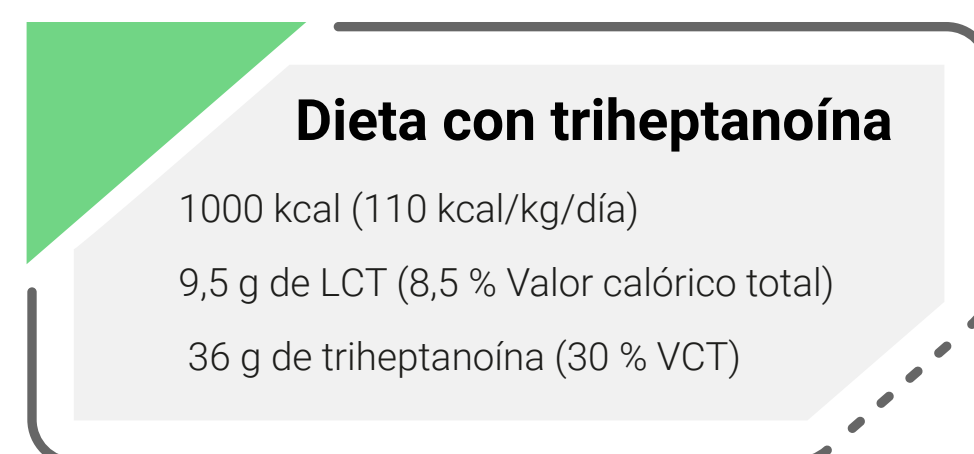 Dieta con triheptanoína
1000 kcal (110 kcal/kg/día)
9,5 g de LCT (8,5 % Valor calórico total)
36 g de triheptanoína (30 % VCT)